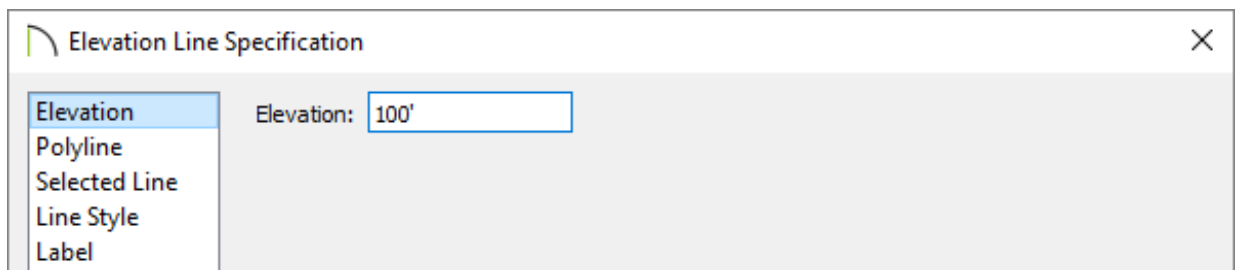 Elevation Line Specification
Elevation
Elevation: 100'
Polyline
Selected Line
Line Style
Label